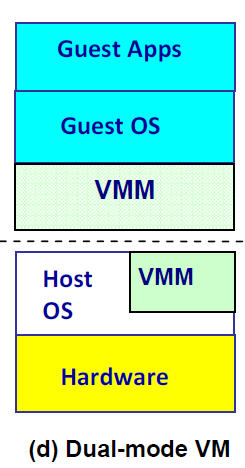 Guest Apps
Guest OS
VMM
Host
OS
VMM
Hardware
(d) Dual-mode VM